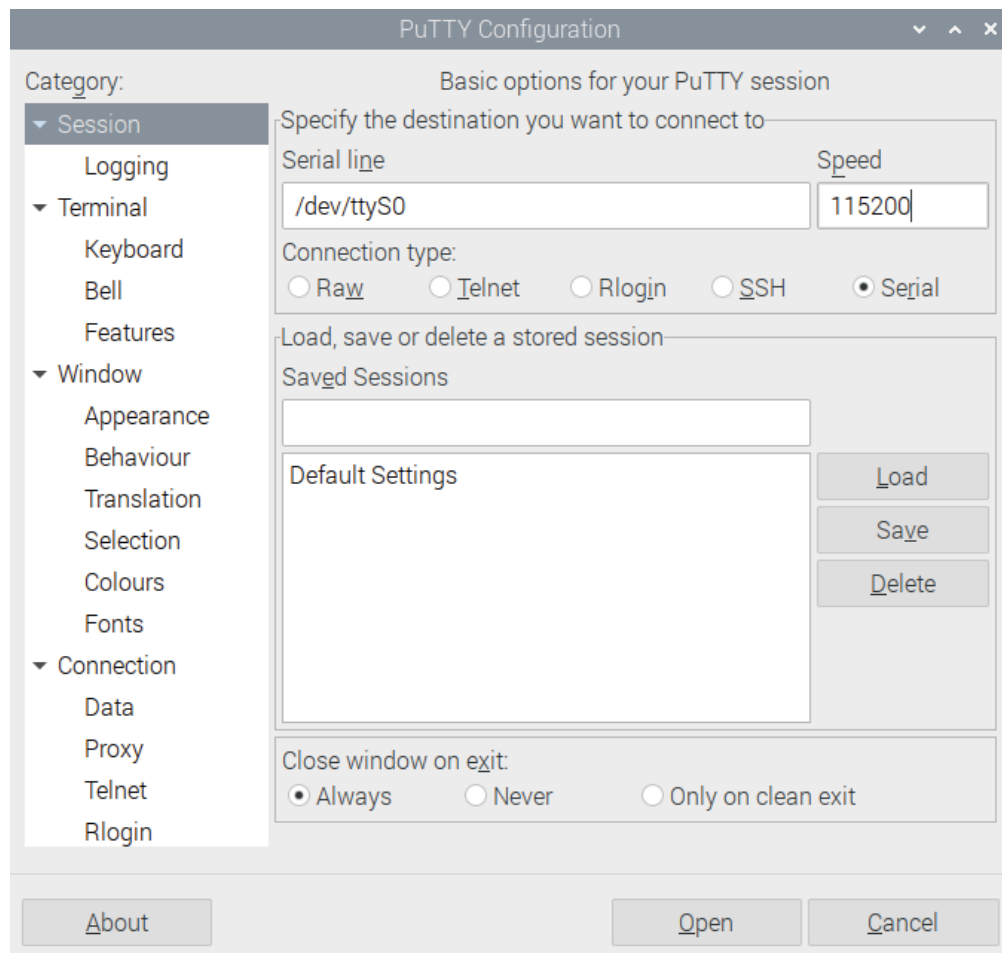 PuTTY Configuration
Category:
Session
Logging
Terminal
Keyboard
Bell
Features
Window
Appearance
Behaviour
Translation
Selection
Colours
Fonts
Connection
Data
Proxy
Telnet
Rlogin
Basic options for your PuTTY session
Specify the destination you want to connect to
Serial line Speed
/dev/ttyS0 115200
Connection type:
Raw Telnet Rlogin SSH Serial
Load, save or delete a stored session
Saved Sessions
Default Settings
Load
Save
Delete
Close window on exit:
Always Never Only on clean exit
About Open Cancel